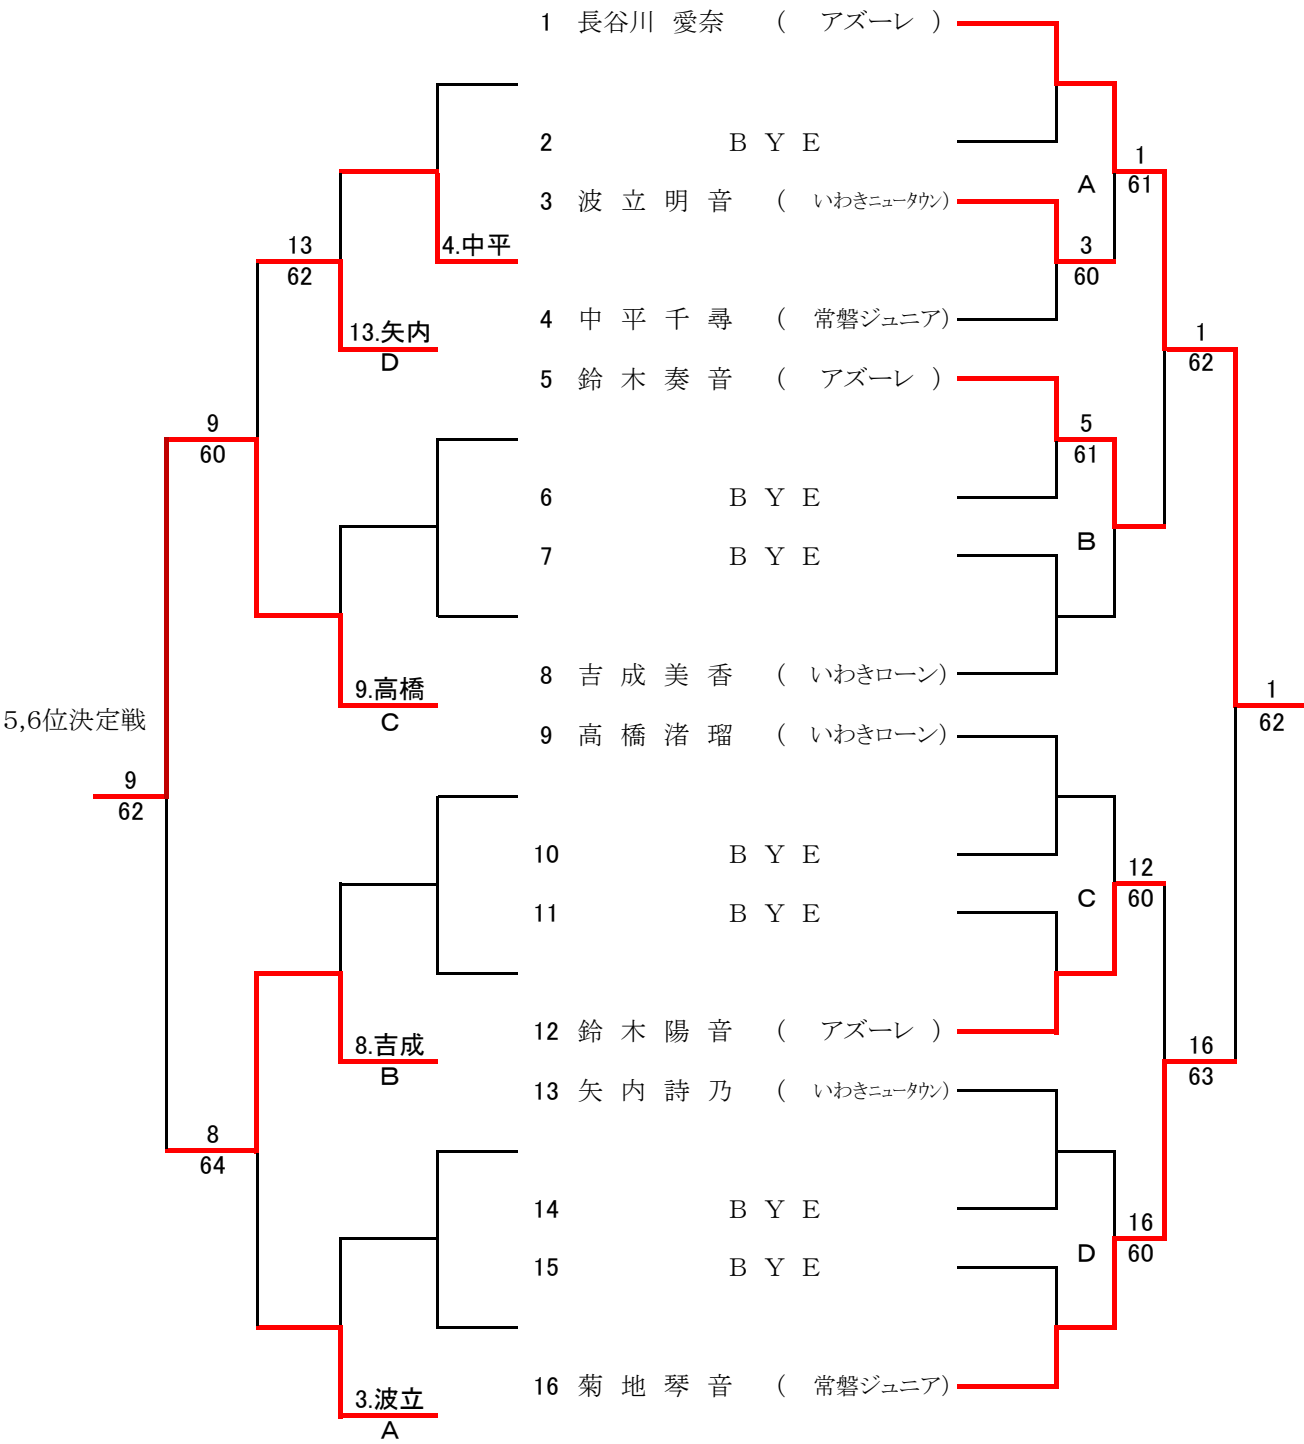 1 長谷川 愛奈 ( アズーレ )
2 B Y E
3 波 立 明 音 ( いわきニュータウン)
4 中 平 千 尋 ( 常磐ジュニア)
5 鈴 木 奏 音 ( アズーレ )
6 B Y E
7 B Y E
8 吉 成 美 香 ( いわきローン)
9 高 橋 渚 瑠 ( いわきローン)
10 B Y E
11 B Y E
12 鈴 木 陽 音 ( アズーレ )
13 矢 内 詩 乃 ( いわきニュータウン)
14 B Y E
15 B Y E
16 菊 地 琴 音 ( 常磐ジュニア)
A
1
61
3
60
5
61
B
1
62
C
12
60
D
16
60
16
63
1
62
4.中平
13
62
13.矢内
D
9
60
9.高橋
C
5,6位決定戦
9
62
8.吉成
B
8
64
3.波立
A